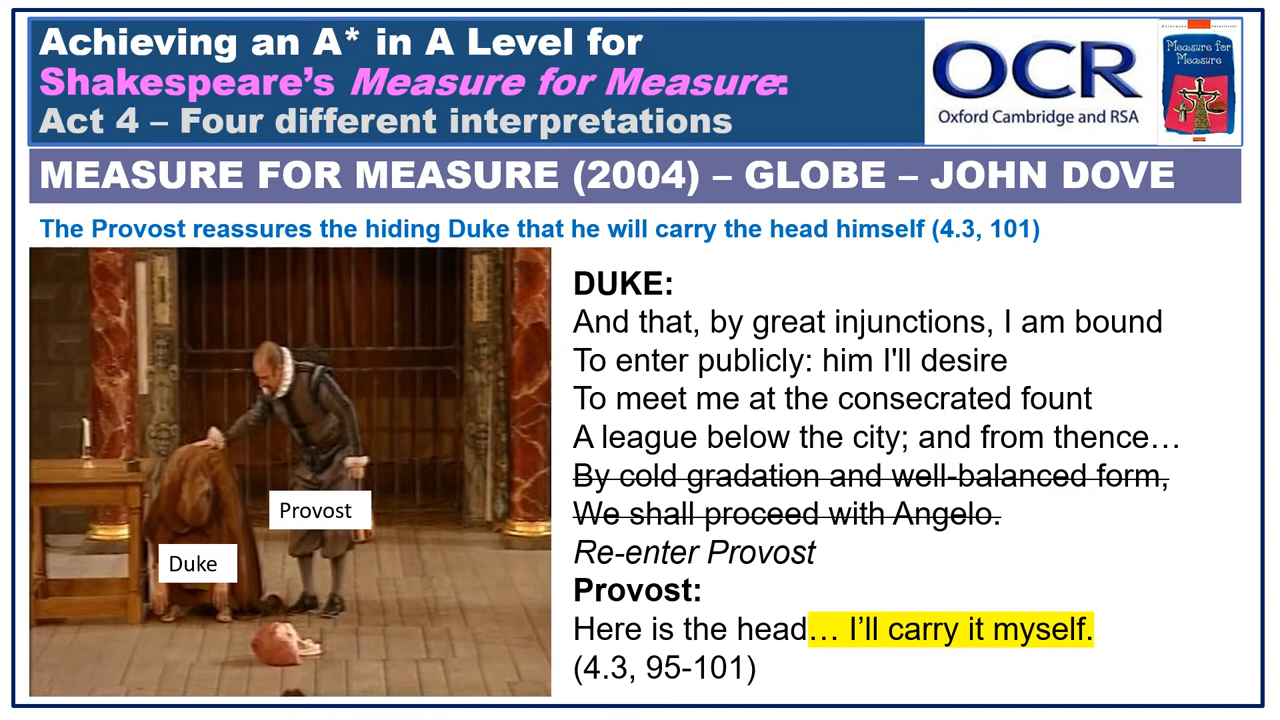 Achieving an A* in A Level for
Shakespeare's Measure for Measure:
Act 4 – Four different interpretations
OCR
Oxford Cambridge and RSA
Measure for
Measure
MEASURE FOR MEASURE (2004) – GLOBE – JOHN DOVE
The Provost reassures the hiding Duke that he will carry the head himself (4.3, 101)
Provost
Duke
DUKE:
And that, by great injunctions, I am bound
To enter publicly: him I'll desire
To meet me at the consecrated fount
A league below the city; and from thence…
By cold gradation and well-balanced form,
We shall proceed with Angelo.
Re-enter Provost
Provost:
Here is the head… I'll carry it myself.
(4.3, 95-101)